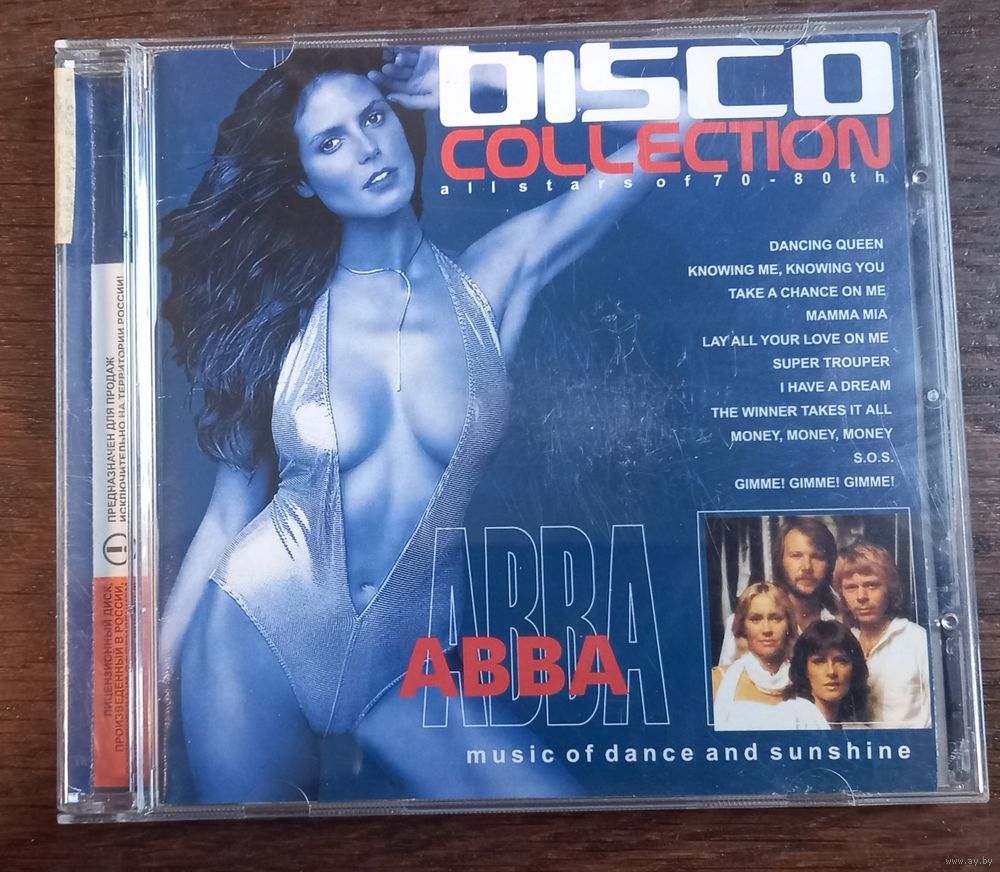 DISCO
COLLECTION
all stars of 70-80th
DANCING QUEEN
KNOWING ME, KNOWING YOU
TAKE A CHANCE ON ME
MAMMA MIA
LAY ALL YOUR LOVE ON ME
SUPER TROUPER
I HAVE A DREAM
THE WINNER TAKES IT ALL
MONEY, MONEY, MONEY
S.O.S.
GIMME! GIMME! GIMME!
ABBA
ABBA
music of dance and sunshine
ПРЕДНАЗНАЧЕН ДЛЯ ПРОДАЖ
ИСКЛЮЧИТЕЛЬНО НА ТЕРРИТОРИИ РОССИИ!
ЛИЦЕНЗИОННЫЙ ДИСК,
ПРОИЗВЕДЕННЫЙ В РОССИИ,
www.ay.by